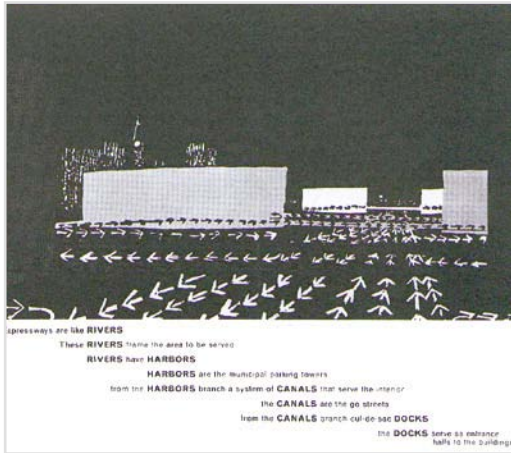 xpressways are like RIVERS
These RIVERS frame the area to be served
RIVERS have HARBORS
HARBORS are the municipal parking towers
from the HARBORS branch a system of CANALS that serve the interior
the CANALS are the go streets
from the CANALS branch cul-de-sac DOCKS
the DOCKS serve as entrance
halls to the buildings